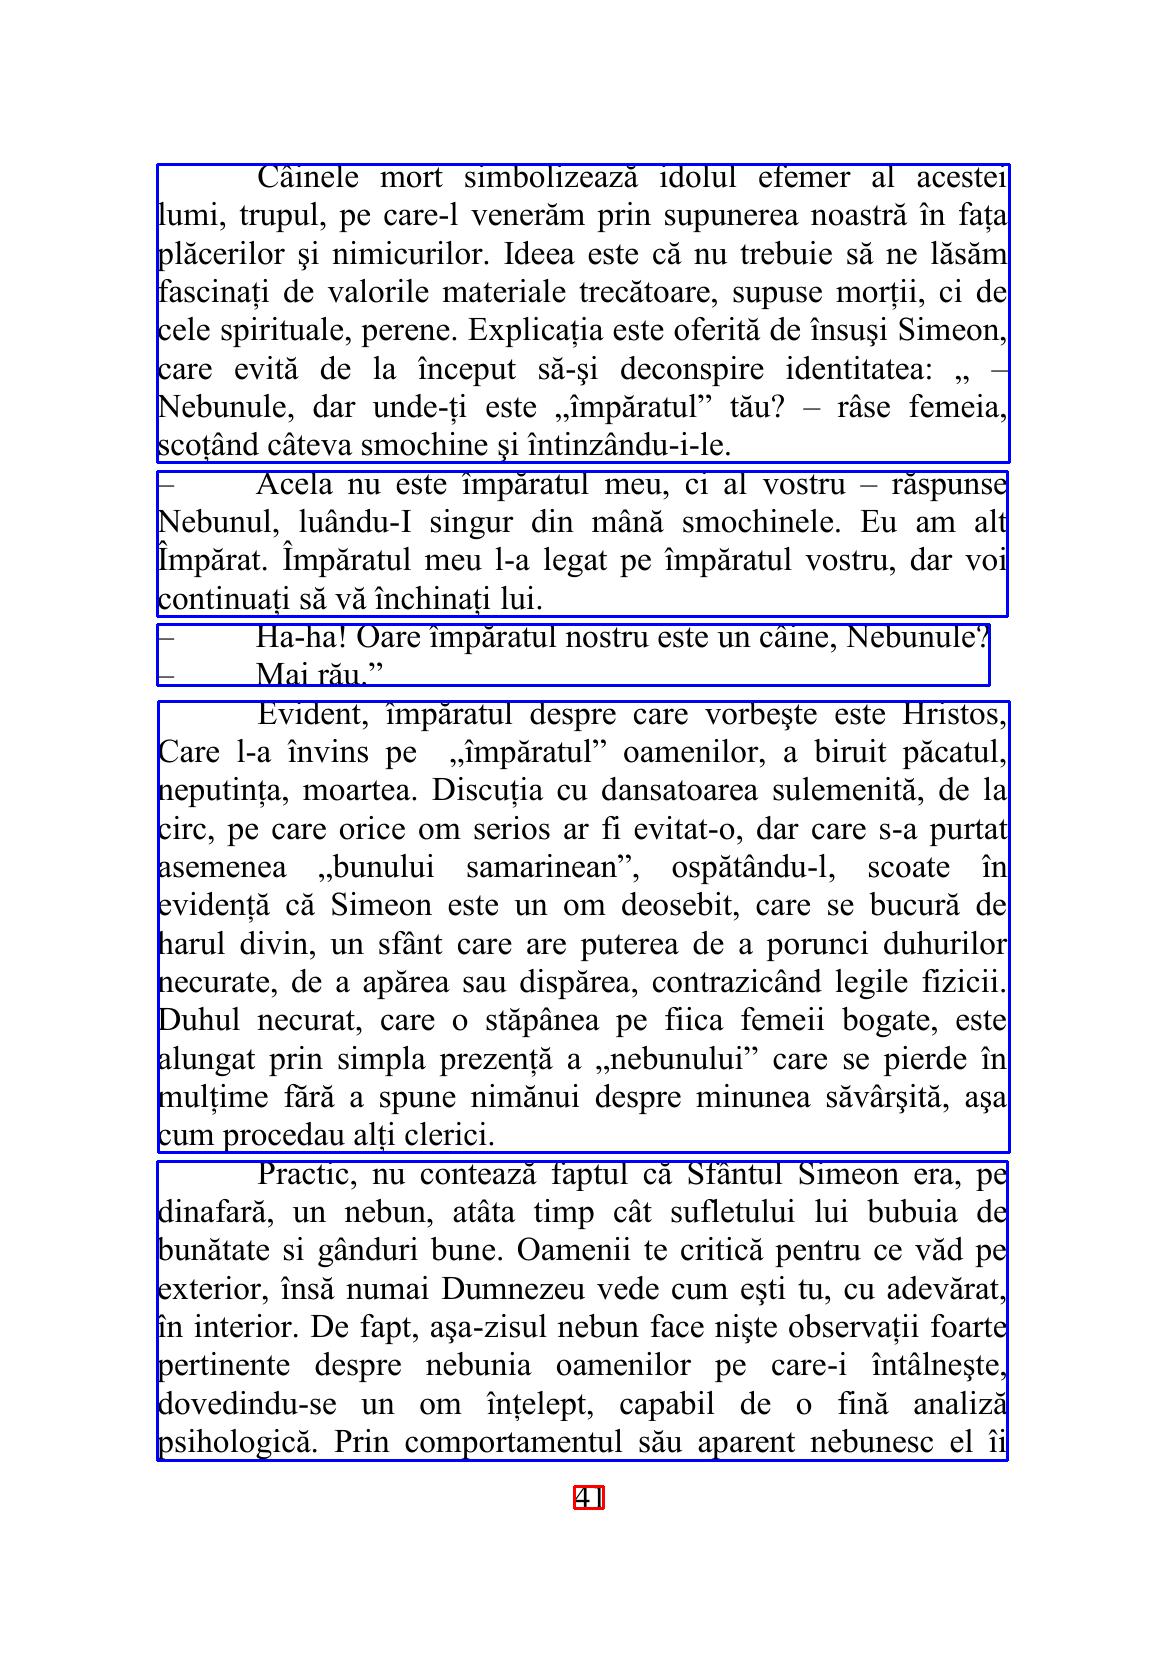 Câinele mort simbolizează idolul efemer al acestei
lumi, trupul, pe care-l venerăm prin supunerea noastră în fața
plăcerilor şi nimicurilor. Ideea este că nu trebuie să ne lăsăm
fascinați de valorile materiale trecătoare, supuse morții, ci de
cele spirituale, perene. Explicația este oferită de însuşi Simeon,
care evită de la început să-şi deconspire identitatea: „ –
Nebunule, dar unde-ți este „împăratul” tău? – râse femeia,
scoțând câteva smochine şi întinzându-i-le.
– Acela nu este împăratul meu, ci al vostru – răspunse
Nebunul, luându-I singur din mână smochinele. Eu am alt
Împărat. Împăratul meu l-a legat pe împăratul vostru, dar voi
continuați să vă închinați lui.
– Ha-ha! Oare împăratul nostru este un câine, Nebunule?
– Mai rău.”
Evident, împăratul despre care vorbeşte este Hristos,
Care l-a învins pe „împăratul” oamenilor, a biruit păcatul,
neputința, moartea. Discuția cu dansatoarea sulemenită, de la
circ, pe care orice om serios ar fi evitat-o, dar care s-a purtat
asemenea „bunului samarinean”, ospătându-l, scoate în
evidență că Simeon este un om deosebit, care se bucură de
harul divin, un sfânt care are puterea de a porunci duhurilor
necurate, de a apărea sau dispărea, contrazicând legile fizicii.
Duhul necurat, care o stăpânea pe fiica femeii bogate, este
alungat prin simpla prezență a „nebunului” care se pierde în
mulțime fără a spune nimănui despre minunea săvârşită, aşa
cum procedau alți clerici.
Practic, nu contează faptul că Sfântul Simeon era, pe
dinafară, un nebun, atâta timp cât sufletului lui bubuia de
bunătate si gânduri bune. Oamenii te critică pentru ce văd pe
exterior, însă numai Dumnezeu vede cum eşti tu, cu adevărat,
în interior. De fapt, aşa-zisul nebun face nişte observații foarte
pertinente despre nebunia oamenilor pe care-i întâlneşte,
dovedindu-se un om înțelept, capabil de o fină analiză
psihologică. Prin comportamentul său aparent nebunesc el îi
41